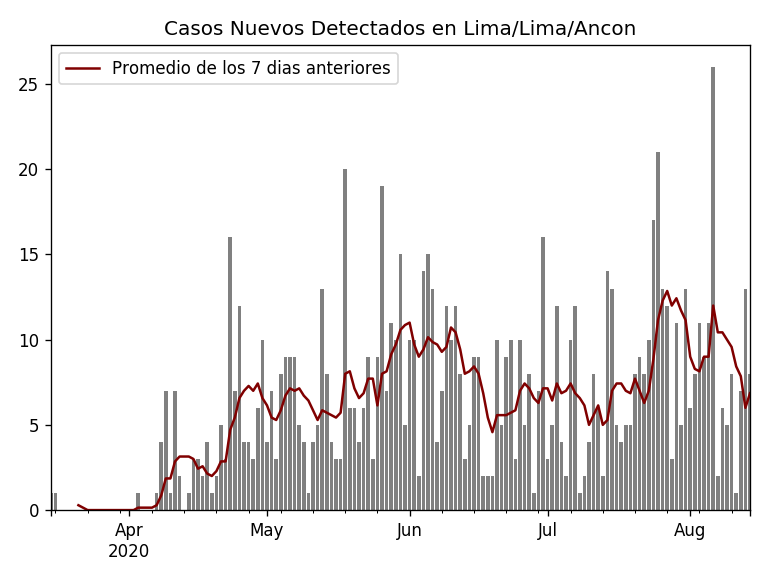 Casos Nuevos Detectados en Lima/Lima/Ancon
Promedio de los 7 dias anteriores
25
20
15
10
5
0
Apr May Jun Jul Aug
2020